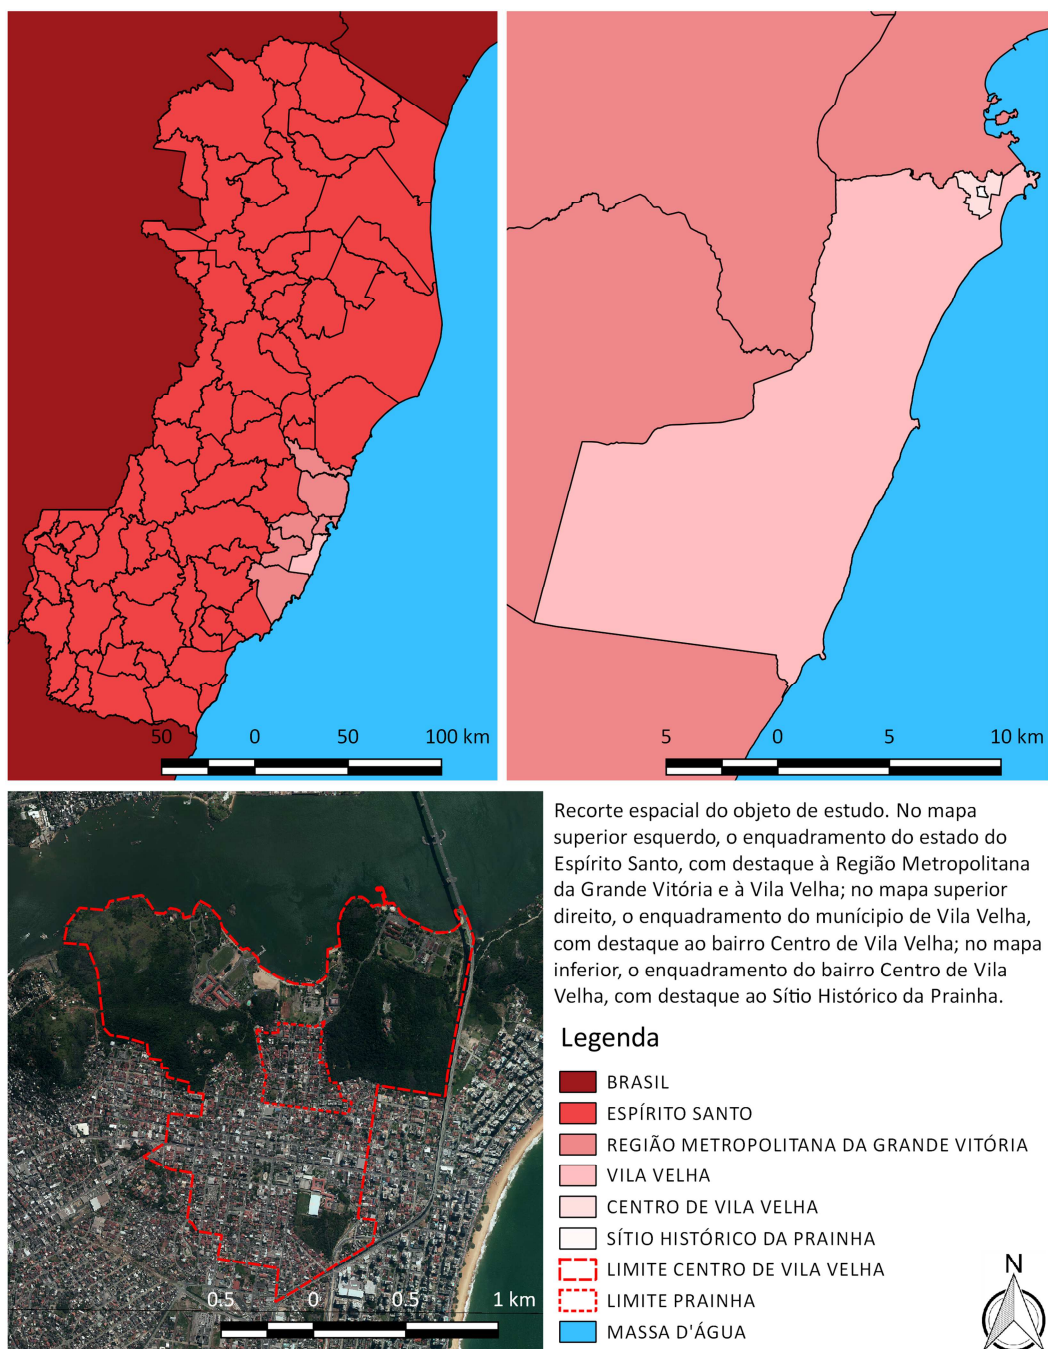 50 0 50 100 km
5 0 5 10 km
Recorte espacial do objeto de estudo. No mapa
superior esquerdo, o enquadramento do estado do
Espírito Santo, com destaque à Região Metropolitana
da Grande Vitória e à Vila Velha; no mapa superior
direito, o enquadramento do munícipio de Vila Velha,
com destaque ao bairro Centro de Vila Velha; no mapa
inferior, o enquadramento do bairro Centro de Vila
Velha, com destaque ao Sítio Histórico da Prainha.
Legenda
BRASIL
ESPÍRITO SANTO
REGIÃO METROPOLITANA DA GRANDE VITÓRIA
VILA VELHA
CENTRO DE VILA VELHA
SÍTIO HISTÓRICO DA PRAINHA
LIMITE CENTRO DE VILA VELHA
LIMITE PRAINHA
MASSA D'ÁGUA
0.5 0 0.5 1 km
N